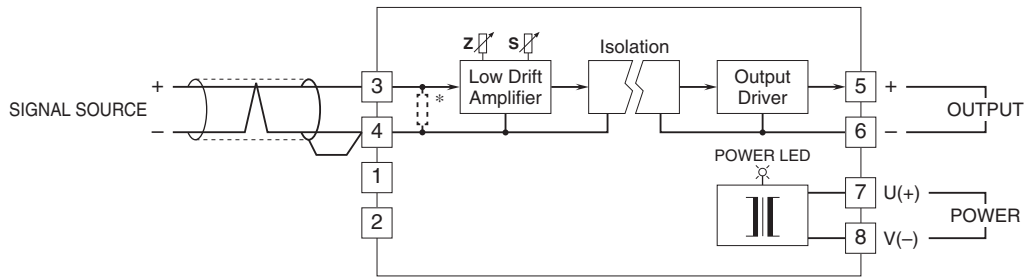 Z
S
Isolation
+
SIGNAL SOURCE
−
3
*
Low Drift
Amplifier
Output
Driver
5
+
OUTPUT
4
6
−
1
POWER LED
2
7
U(+)
POWER
8
V(−)